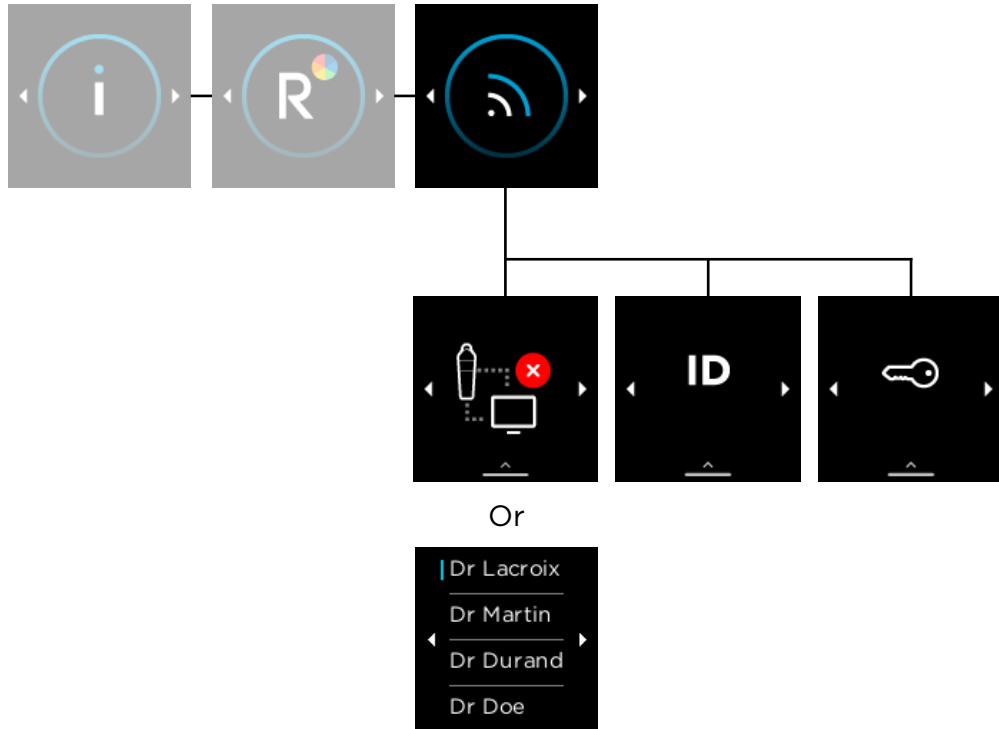 i
R
ID
Or
Dr Lacroix
Dr Martin
Dr Durand
Dr Doe